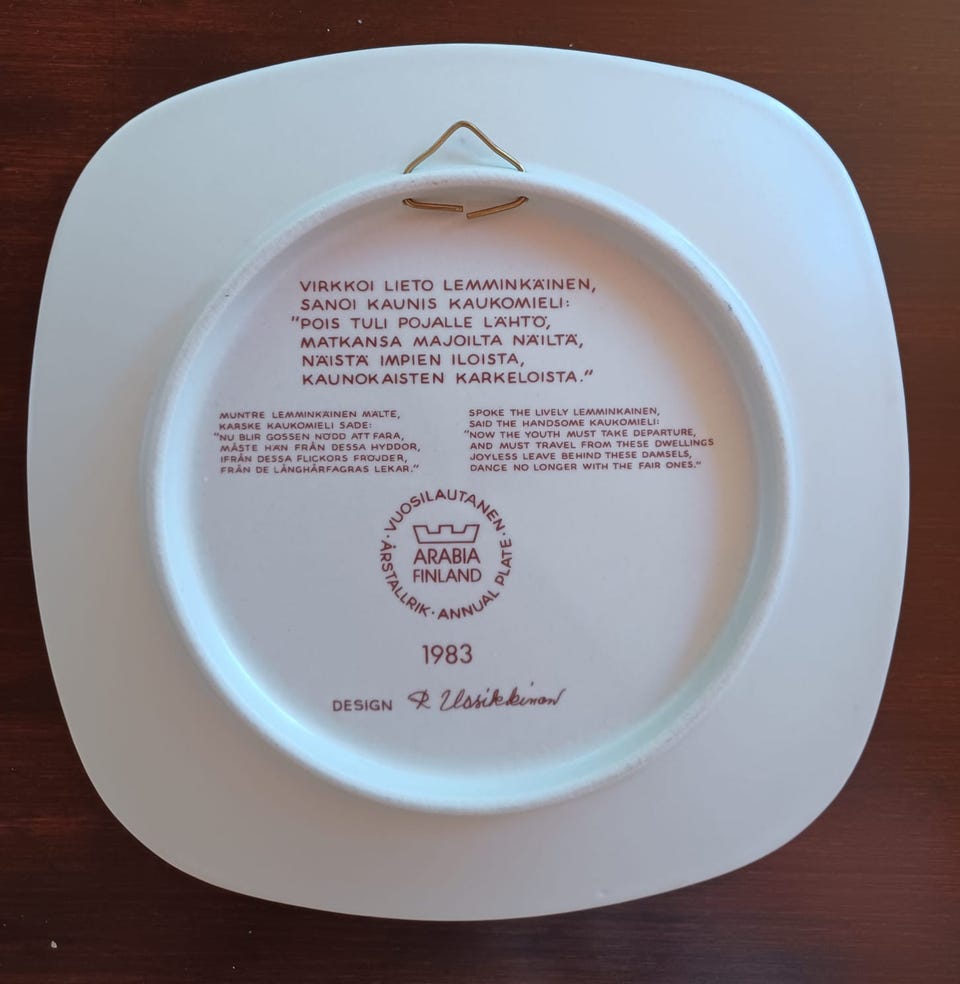 VIRKKOI LIETO LEMMINKÄINEN,
SANOI KAUNIS KAUKOMIELI:
"POIS TULI POJALLE LÄHTÖ,
MATKANSA MAJOILTA NÄILTÄ,
NÄISTÄ IMPIEN ILOISTA,
KAUNOKAISTEN KARKELOISTA."
MUNTRE LEMMINKÄINEN MÄLTE,
KARSKE KAUKOMIELI SADE:
"NU BLIR GOSSEN NÖDD ATT FARA,
MÅSTE HAN FRÅN DESSA HYDDOR,
IFRÅN DESSA FLICKORS FRÖJDER,
FRÅN DE LÅNGHÅRFAGRAS LEKAR."
SPOKE THE LIVELY LEMMINKAINEN,
SAID THE HANDSOME KAUKOMIELI:
"NOW THE YOUTH MUST TAKE DEPARTURE,
AND MUST TRAVEL FROM THESE DWELLINGS
JOYLESS LEAVE BEHIND THESE DAMSELS,
DANCE NO LONGER WITH THE FAIR ONES."
VUOSILAUTANEN · ANNUAL PLATE · ÅRSTALLRIK ·
ARABIA
FINLAND
1983
DESIGN R Uosikkinen